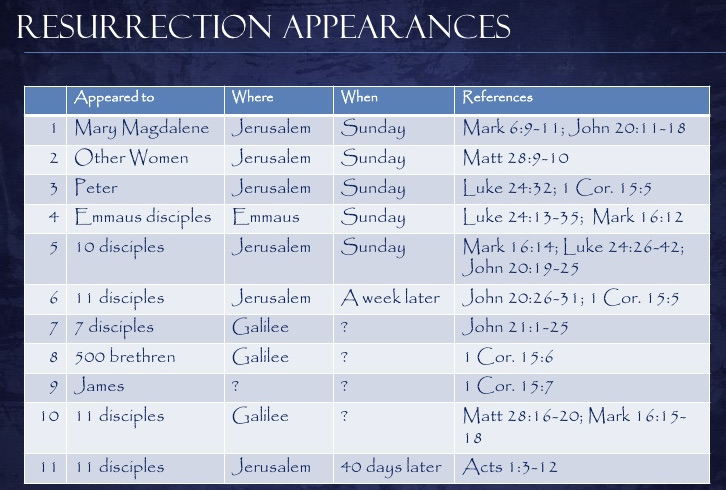 RESURRECTION APPEARANCES
Appeared to Where When References
1 Mary Magdalene Jerusalem Sunday Mark 6:9-11; John 20:11-18
2 Other Women Jerusalem Sunday Matt 28:9-10
3 Peter Jerusalem Sunday Luke 24:32; 1 Cor. 15:5
4 Emmaus disciples Emmaus Sunday Luke 24:13-35; Mark 16:12
5 10 disciples Jerusalem Sunday Mark 16:14; Luke 24:26-42;
John 20:19-25
6 11 disciples Jerusalem A week later John 20:26-31; 1 Cor. 15:5
7 7 disciples Galilee ? John 21:1-25
8 500 brethren Galilee ? 1 Cor. 15:6
9 James ? ? 1 Cor. 15:7
10 11 disciples Galilee ? Matt 28:16-20; Mark 16:15-
18
11 11 disciples Jerusalem 40 days later Acts 1:3-12